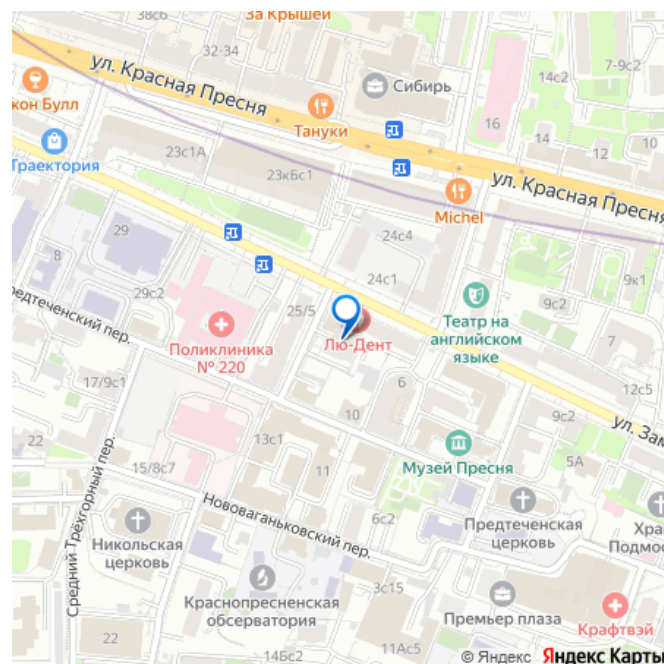 38с6
За Крышей
32-34
7-9с2
ул. Красная Пресня
Сибирь
14с2
жон Булл
Тануки
16
14
12
10
Траектория
23с1А
23кБс1
ул. Красная Пресня
Michel
29
24с4
8
24с1
9к1
29с2
25/5
9с2
Театр на
английском
языке
редтеченский пер.
Поликлиника
№ 220
Лю-Дент
7
17/9с1
6
12с5
10
9с2
ул. Зам
22
13с1
Музей Пресня
5А
15/8с7
11
Средний Трёхгорный пер.
Нововаганьковский пер.
6с2
Предтеченская
церковь
Хра
Подмос
Никольская
церковь
Краснопресненская
обсерватория
3с15
Премьер плаза
Крафтвэй
22
14Бс2
11Ас5
© Яндекс Яндекс Карты